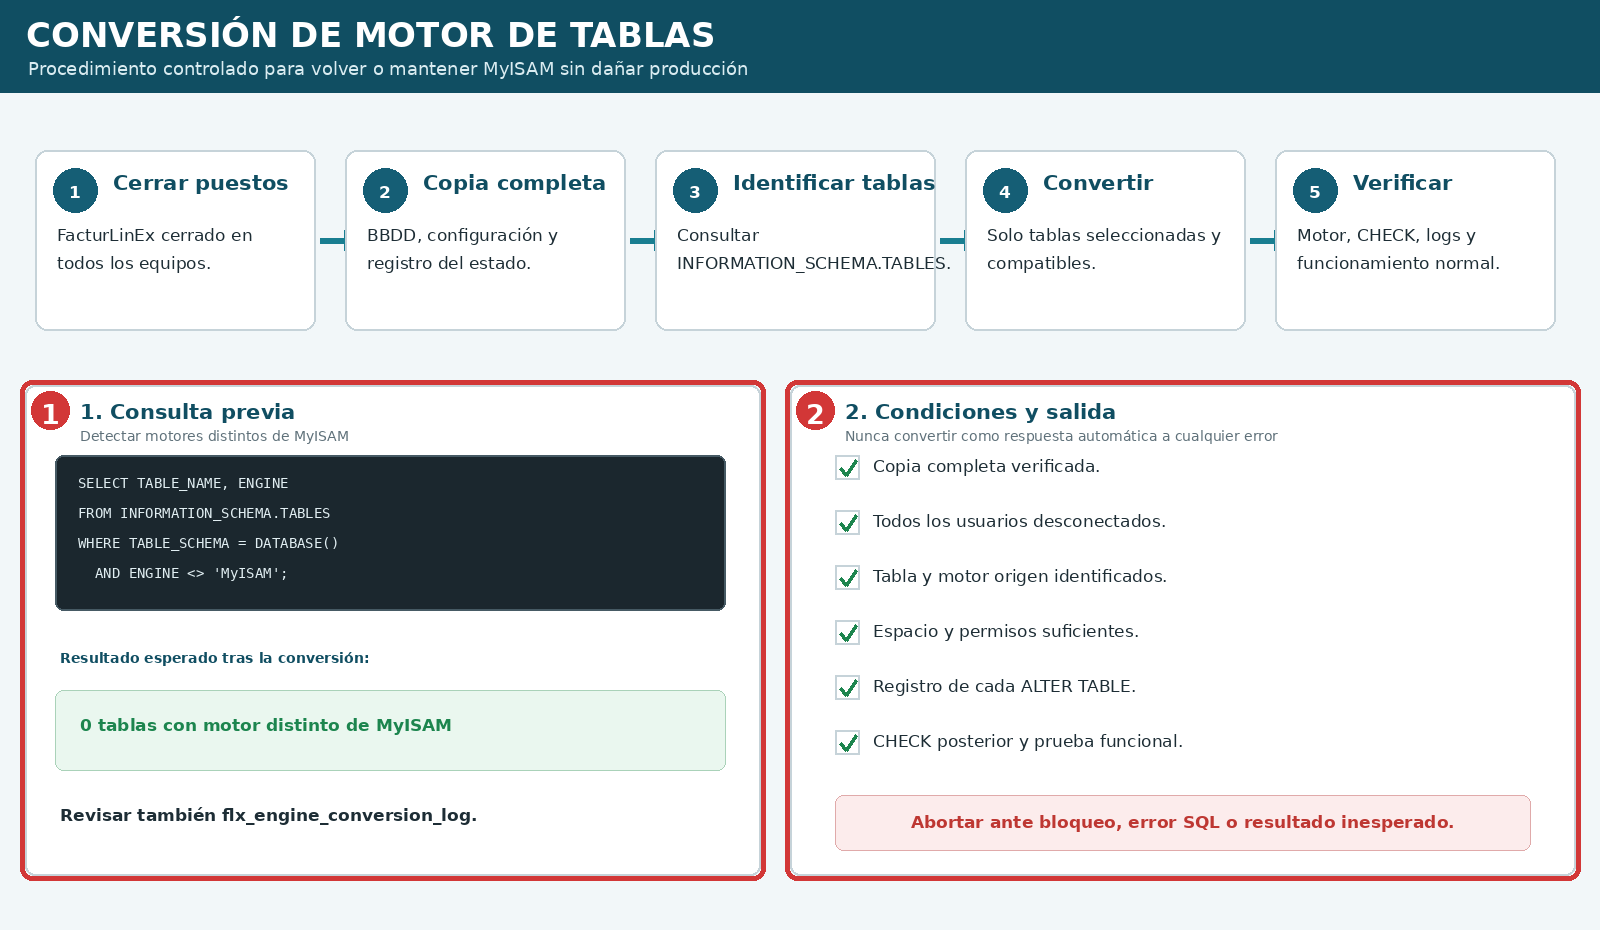 CONVERSIÓN DE MOTOR DE TABLAS
Procedimiento controlado para volver o mantener MyISAM sin dañar producción
1 Cerrar puestos
FacturLinEx cerrado en
todos los equipos.
2 Copia completa
BBDD, configuración y
registro del estado.
3 Identificar tablas
Consultar
INFORMATION_SCHEMA.TABLES.
4 Convertir
Solo tablas seleccionadas y
compatibles.
5 Verificar
Motor, CHECK, logs y
funcionamiento normal.
1 1. Consulta previa
Detectar motores distintos de MyISAM
SELECT TABLE_NAME, ENGINE
FROM INFORMATION_SCHEMA.TABLES
WHERE TABLE_SCHEMA = DATABASE()
AND ENGINE <> 'MyISAM';
Resultado esperado tras la conversión:
0 tablas con motor distinto de MyISAM
Revisar también flx_engine_conversion_log.
2 2. Condiciones y salida
Nunca convertir como respuesta automática a cualquier error
Copia completa verificada.
Todos los usuarios desconectados.
Tabla y motor origen identificados.
Espacio y permisos suficientes.
Registro de cada ALTER TABLE.
CHECK posterior y prueba funcional.
Abortar ante bloqueo, error SQL o resultado inesperado.